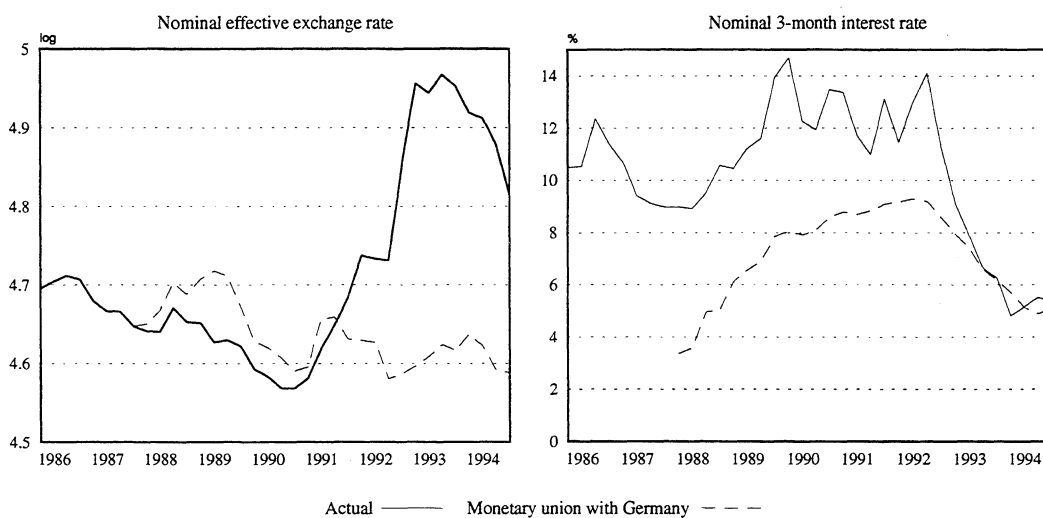 Nominal effective exchange rate
log
5
4.9
4.8
4.7
4.6
4.5
1986 1987 1988 1989 1990 1991 1992 1993 1994
Nominal 3-month interest rate
%
14
12
10
8
6
4
2
0
1986 1987 1988 1989 1990 1991 1992 1993 1994
Actual Monetary union with Germany